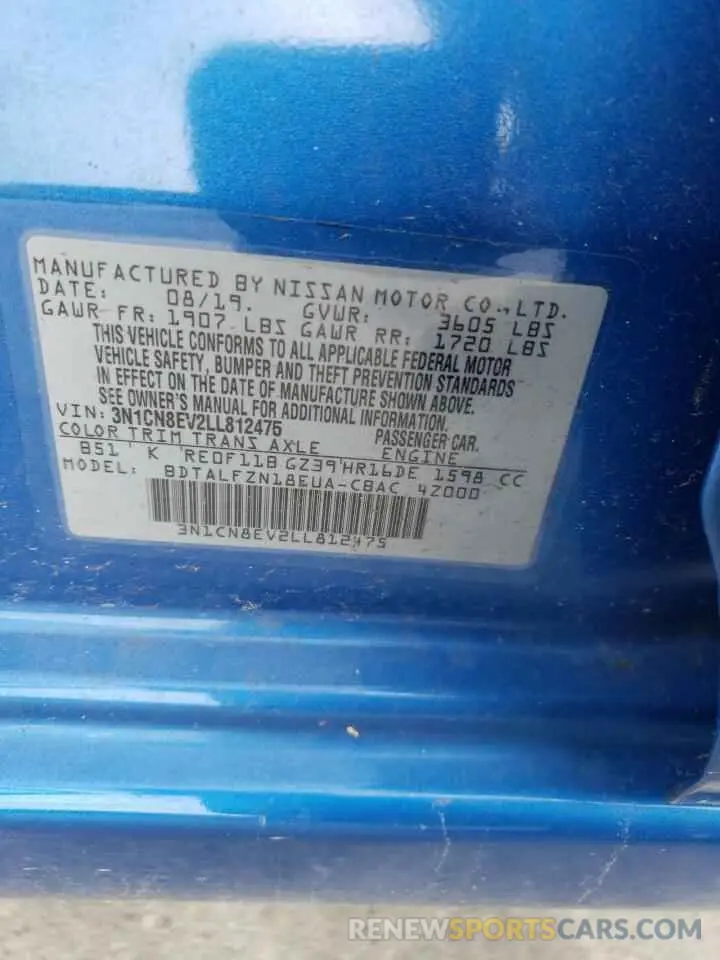 MANUFACTURED BY NISSAN MOTOR CO., LTD.
DATE: 08/19. GVWR: 3605 LBS
GAWR FR: 1907 LBS GAWR RR: 1720 LBS
THIS VEHICLE CONFORMS TO ALL APPLICABLE FEDERAL MOTOR
VEHICLE SAFETY, BUMPER AND THEFT PREVENTION STANDARDS
IN EFFECT ON THE DATE OF MANUFACTURE SHOWN ABOVE.
SEE OWNER'S MANUAL FOR ADDITIONAL INFORMATION.
VIN: 3N1CN8EV2LL812475 PASSENGER CAR.
COLOR TRIM TRANS AXLE ENGINE
B51 K RE0F11B GZ39 HR16DE 1598 CC
MODEL: BDTALFZN18EUA-CBAC 4Z000
3N1CN8EV2LL812475
RENEWSPORTSCARS.COM